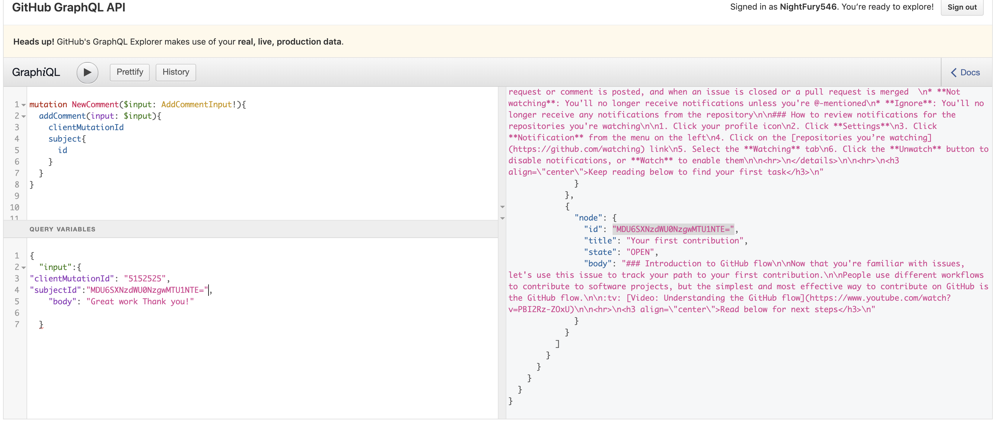 GitHub GraphQL API
Signed in as NightFury546. You’re ready to explore!
Sign out
Heads up! GitHub's GraphQL Explorer makes use of your real, live, production data.
GraphiQL
Prettify
History
Docs
1 mutation NewComment($input: AddCommentInput!){
2 addComment(input: $input){
3 clientMutationId
4 subject{
5 id
6 }
7 }
8 }
9
10
11
QUERY VARIABLES
1 {
2 "input":{
3 "clientMutationId": "5152525",
4 "subjectId":"MDU6SXNzdWU0NzgwMTU1NTE=",
5 "body": "Great work Thank you!"
6
7 }
request or comment is posted, and when an issue is closed or a pull request is merged  \n* **Not
watching**: You'll no longer receive notifications unless you're @-mentioned\n* **Ignore**: You'll no
longer receive any notifications from the repository\n\n### How to review notifications for the
repositories you're watching\n\n1. Click your profile icon\n2. Click **Settings**\n3. Click
**Notification** from the menu on the left\n4. Click on the [repositories you’re watching]
(https://github.com/watching) link\n5. Select the **Watching** tab\n6. Click the **Unwatch** button to
disable notifications, or **Watch** to enable them\n\n<hr>\n</details>\n\n<hr>\n<h3
align=\"center\">Keep reading below to find your first task</h3>\n"
}
},
{
"node": {
"id": "MDU6SXNzdWU0NzgwMTU1NTE=",
"title": "Your first contribution",
"state": "OPEN",
"body": "### Introduction to GitHub flow\n\nNow that you're familiar with issues,
let's use this issue to track your path to your first contribution.\n\nPeople use different workflows
to contribute to software projects, but the simplest and most effective way to contribute on GitHub is
the GitHub flow.\n\n:tv: [Video: Understanding the GitHub flow](https://www.youtube.com/watch?
v=PBI2Rz-ZOxU)\n\n<hr>\n<h3 align=\"center\">Read below for next steps</h3>\n"
}
}
]
}
}
}
}
}